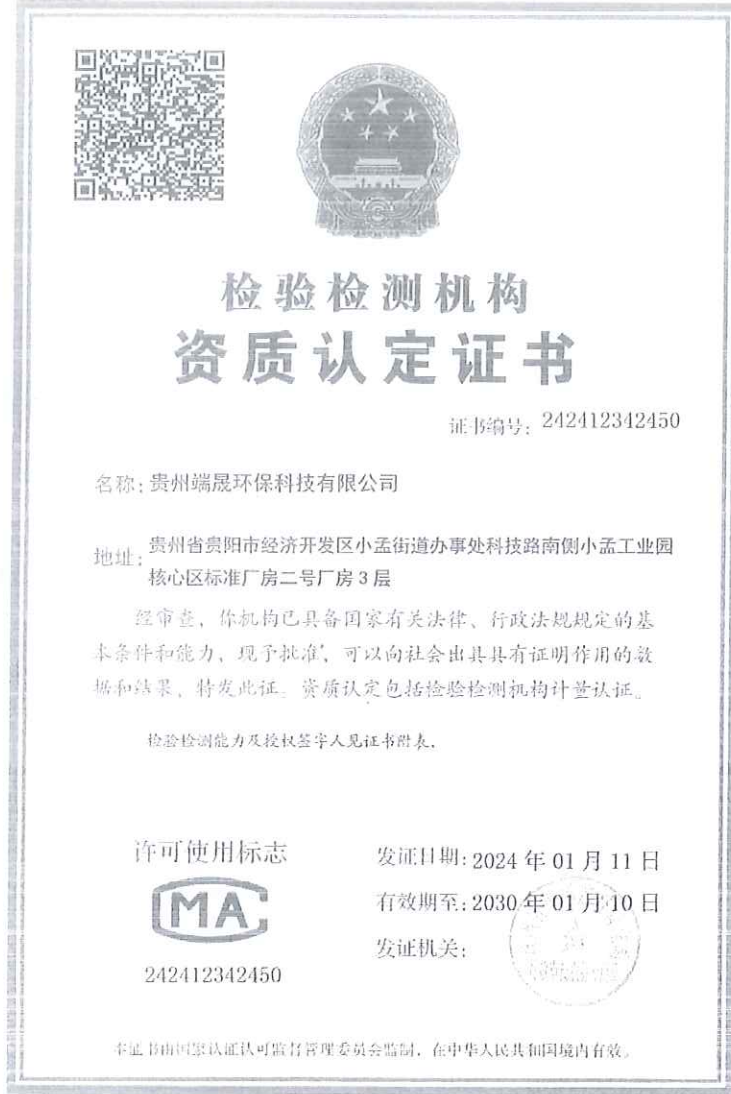 检验检测机构
资质认定证书
证书编号：242412342450
名称：贵州端晟环保科技有限公司
地址：贵州省贵阳市经济开发区小孟街道办事处科技路南侧小孟工业园
核心区标准厂房二号厂房3层
经审查，你机构已具备国家有关法律、行政法规规定的基
本条件和能力，现予批准，可以向社会出具具有证明作用的数
据和结果，特发此证。资质认定包括检验检测机构计量认证。
检验检测能力及授权签字人见证书附表。
许可使用标志
MA
242412342450
发证日期：2024年01月11日
有效期至：2030年01月10日
发证机关：
本证书由国家认证认可监督管理委员会监制，在中华人民共和国境内有效。